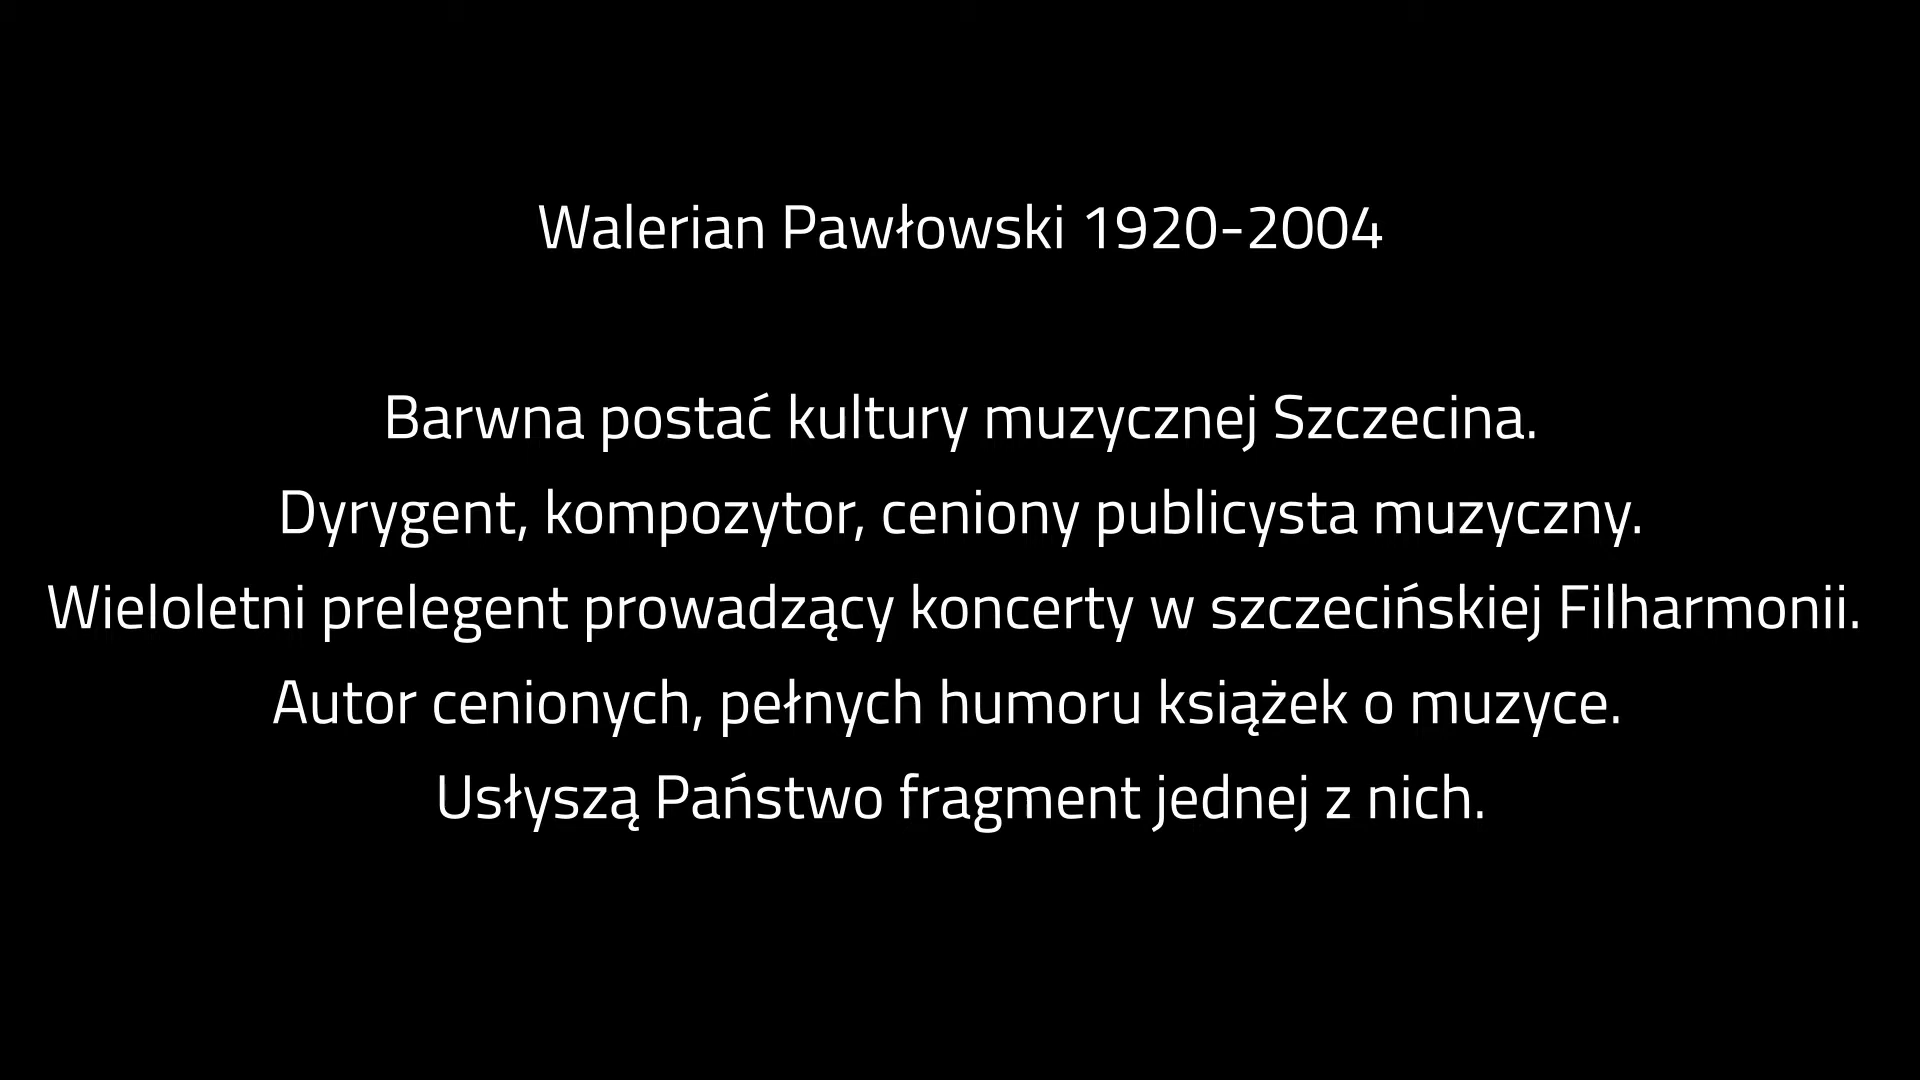 Walerian Pawłowski 1920-2004
Barwna postać kultury muzycznej Szczecina.
Dyrygent, kompozytor, ceniony publicysta muzyczny.
Wieloletni prelegent prowadzący koncerty w szczecińskiej Filharmonii.
Autor cenionych, pełnych humoru książek o muzyce.
Usłyszą Państwo fragment jednej z nich.